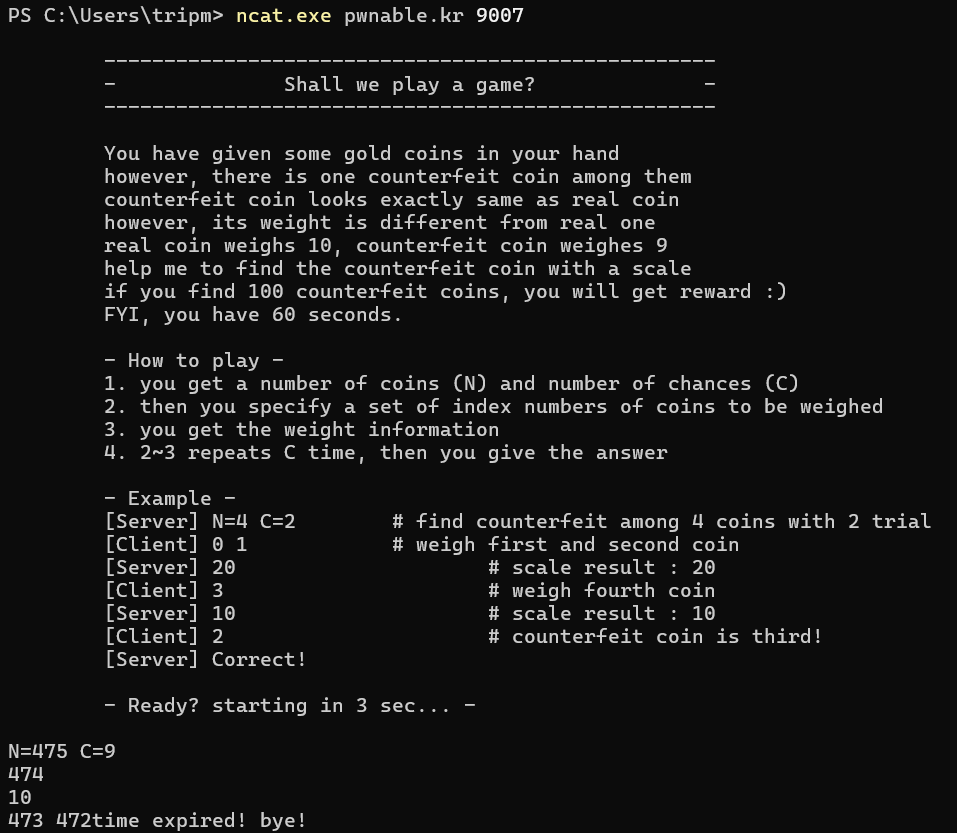 PS C:\Users\tripm> ncat.exe pwnable.kr 9007
---------------------------------------------------
-              Shall we play a game?              -
---------------------------------------------------
You have given some gold coins in your hand
however, there is one counterfeit coin among them
counterfeit coin looks exactly same as real coin
however, its weight is different from real one
real coin weighs 10, counterfeit coin weighes 9
help me to find the counterfeit coin with a scale
if you find 100 counterfeit coins, you will get reward :)
FYI, you have 60 seconds.
- How to play -
1. you get a number of coins (N) and number of chances (C)
2. then you specify a set of index numbers of coins to be weighed
3. you get the weight information
4. 2~3 repeats C time, then you give the answer
- Example -
[Server] N=4 C=2        # find counterfeit among 4 coins with 2 trial
[Client] 0 1            # weigh first and second coin
[Server] 20                     # scale result : 20
[Client] 3                      # weigh fourth coin
[Server] 10                     # scale result : 10
[Client] 2                      # counterfeit coin is third!
[Server] Correct!
- Ready? starting in 3 sec... -
N=475 C=9
474
10
473 472time expired! bye!